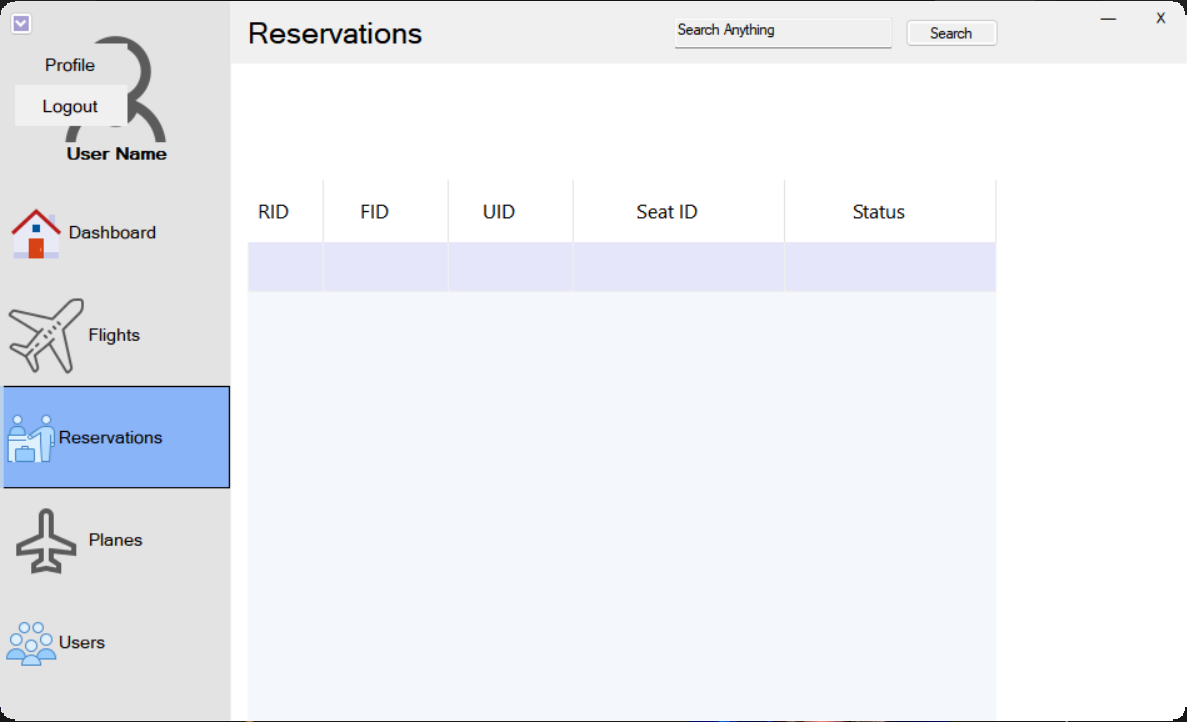 Reservations
Search Anything
Search
X
Profile
Logout
User Name
Dashboard
Flights
Reservations
Planes
Users
RID FID UID Seat ID Status